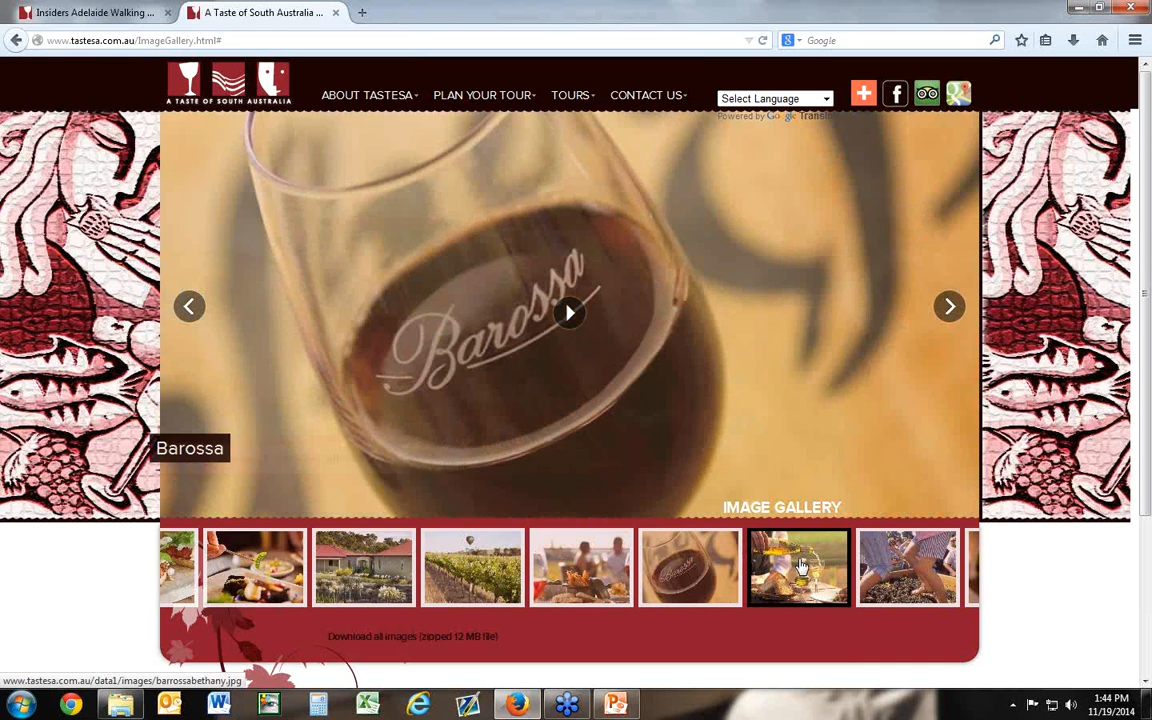 Insiders Adelaide Walking ...
A Taste of South Australia ...
www.tastesa.com.au/ImageGallery.html#
Google
A TASTE OF SOUTH AUSTRALIA
ABOUT TASTESA
PLAN YOUR TOUR
TOURS
CONTACT US
Select Language
Powered by Google Translate
Barossa
Barossa
IMAGE GALLERY
Download all images (zipped 12 MB file)
www.tastesa.com.au/data1/images/barrossabethany.jpg
1:44 PM
11/19/2014